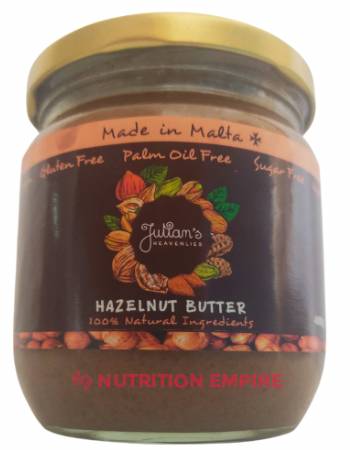 Made in Malta
Gluten Free Palm Oil Free Sugar Free
Julian's
HEAVENLIES
HAZELNUT BUTTER
100% Natural Ingredients
NUTRITION EMPIRE